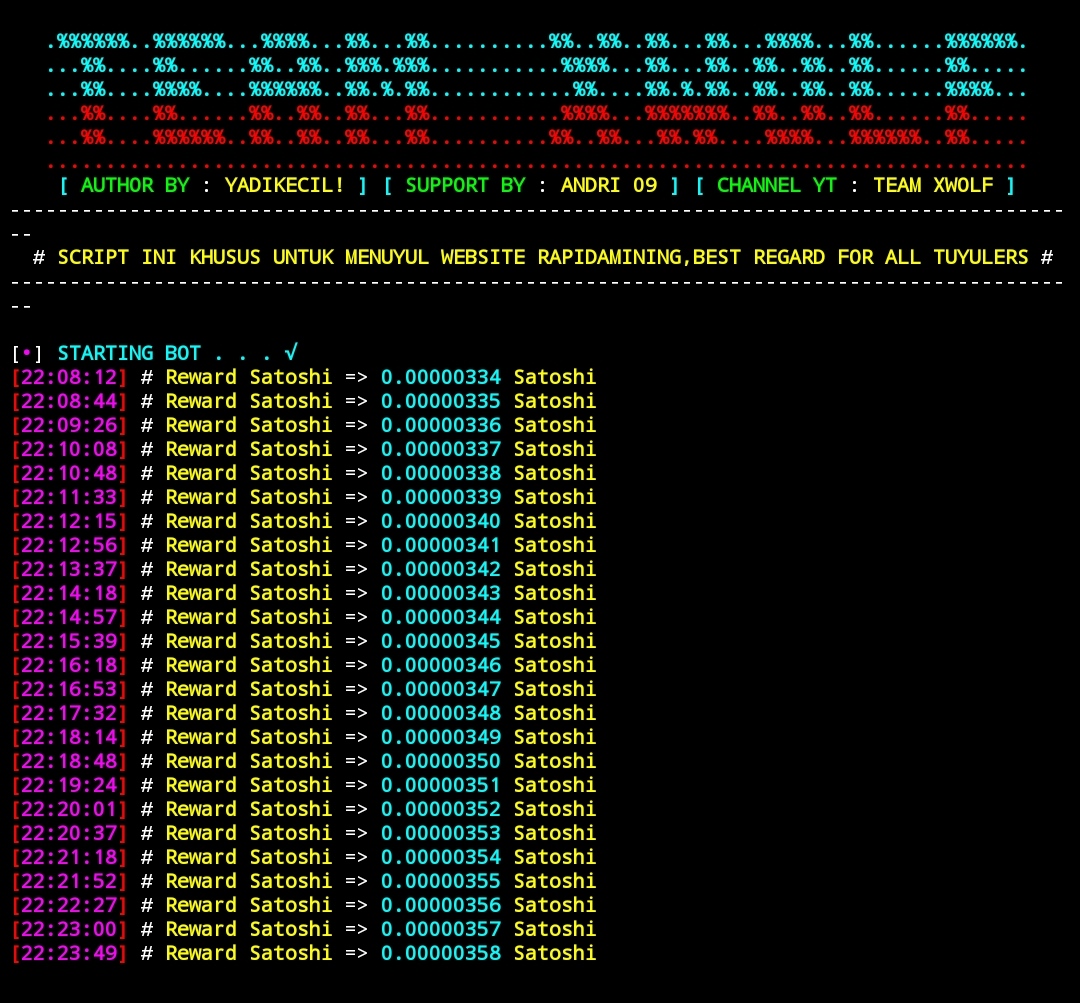 .%%%%%%..%%%%%%...%%%%...%%...%%..........%%..%%..%%...%%...%%%%...%%......%%%%%%.
...%%....%%......%%..%%..%%%.%%%...........%%%%...%%...%%..%%..%%..%%......%%.....
...%%....%%%%....%%%%%%..%%.%.%%............%%....%%.%.%%..%%..%%..%%......%%%%...
...%%....%%......%%..%%..%%...%%...........%%%%...%%%%%%%..%%..%%..%%......%%.....
...%%....%%%%%%..%%..%%..%%...%%..........%%..%%...%%.%%....%%%%...%%%%%%..%%.....
..................................................................................
[ AUTHOR BY : YADIKECIL! ] [ SUPPORT BY : ANDRI 09 ] [ CHANNEL YT : TEAM XWOLF ]
----------------------------------------------------------------------------------------
--
# SCRIPT INI KHUSUS UNTUK MENUYUL WEBSITE RAPIDAMINING,BEST REGARD FOR ALL TUYULERS #
----------------------------------------------------------------------------------------
--
[•] STARTING BOT . . . √
[22:08:12] # Reward Satoshi => 0.00000334 Satoshi
[22:08:44] # Reward Satoshi => 0.00000335 Satoshi
[22:09:26] # Reward Satoshi => 0.00000336 Satoshi
[22:10:08] # Reward Satoshi => 0.00000337 Satoshi
[22:10:48] # Reward Satoshi => 0.00000338 Satoshi
[22:11:33] # Reward Satoshi => 0.00000339 Satoshi
[22:12:15] # Reward Satoshi => 0.00000340 Satoshi
[22:12:56] # Reward Satoshi => 0.00000341 Satoshi
[22:13:37] # Reward Satoshi => 0.00000342 Satoshi
[22:14:18] # Reward Satoshi => 0.00000343 Satoshi
[22:14:57] # Reward Satoshi => 0.00000344 Satoshi
[22:15:39] # Reward Satoshi => 0.00000345 Satoshi
[22:16:18] # Reward Satoshi => 0.00000346 Satoshi
[22:16:53] # Reward Satoshi => 0.00000347 Satoshi
[22:17:32] # Reward Satoshi => 0.00000348 Satoshi
[22:18:14] # Reward Satoshi => 0.00000349 Satoshi
[22:18:48] # Reward Satoshi => 0.00000350 Satoshi
[22:19:24] # Reward Satoshi => 0.00000351 Satoshi
[22:20:01] # Reward Satoshi => 0.00000352 Satoshi
[22:20:37] # Reward Satoshi => 0.00000353 Satoshi
[22:21:18] # Reward Satoshi => 0.00000354 Satoshi
[22:21:52] # Reward Satoshi => 0.00000355 Satoshi
[22:22:27] # Reward Satoshi => 0.00000356 Satoshi
[22:23:00] # Reward Satoshi => 0.00000357 Satoshi
[22:23:49] # Reward Satoshi => 0.00000358 Satoshi